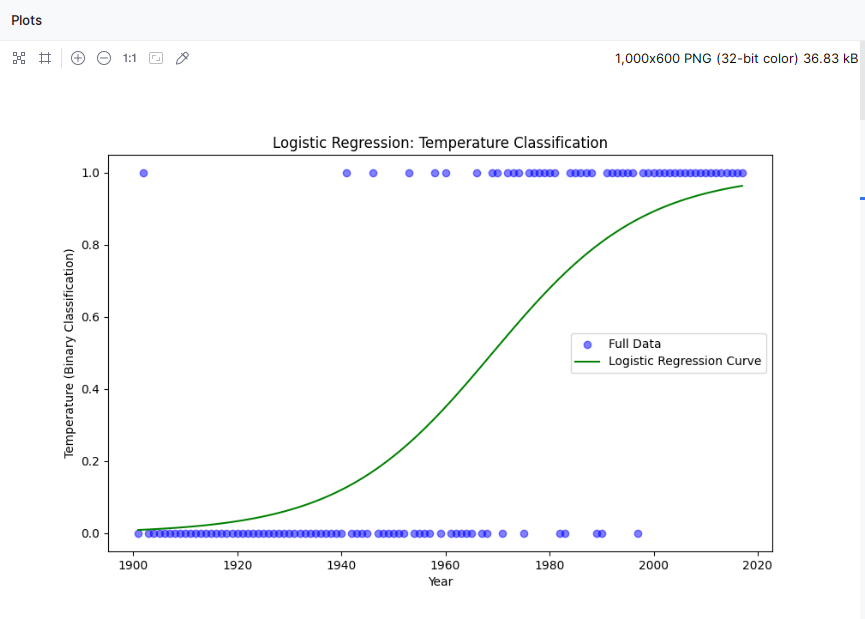 Plots
1:1
1,000x600 PNG (32-bit color) 36.83 kB
Logistic Regression: Temperature Classification
1.0
0.8
0.6
0.4
0.2
0.0
Temperature (Binary Classification)
Full Data
Logistic Regression Curve
1900 1920 1940 1960 1980 2000 2020
Year